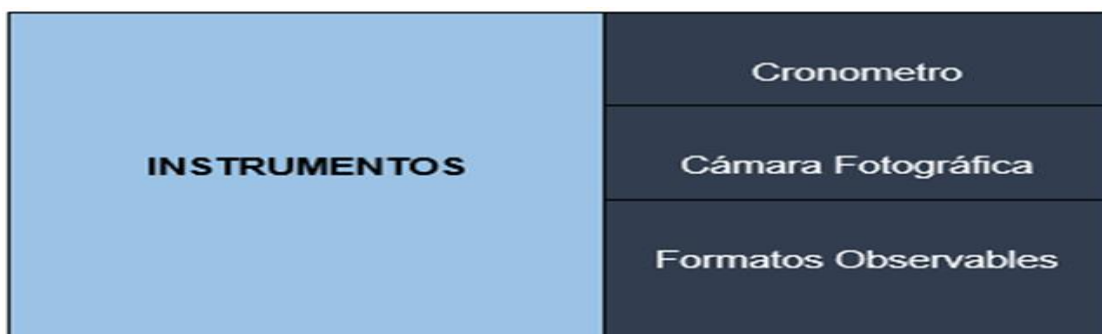 INSTRUMENTOS
Cronometro
Cámara Fotográfica
Formatos Observables